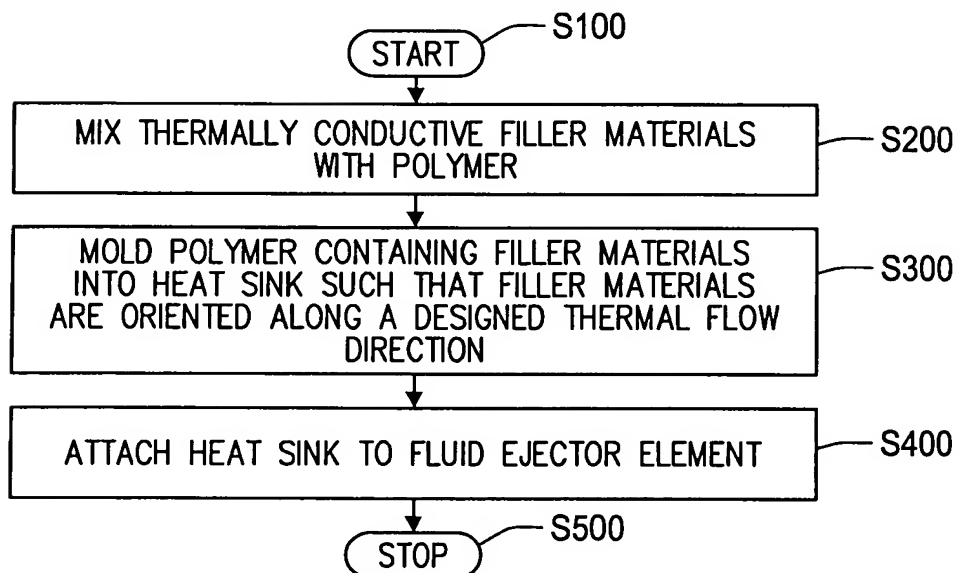 START
S100
MIX THERMALLY CONDUCTIVE FILLER MATERIALS
WITH POLYMER
S200
MOLD POLYMER CONTAINING FILLER MATERIALS
INTO HEAT SINK SUCH THAT FILLER MATERIALS
ARE ORIENTED ALONG A DESIGNED THERMAL FLOW
DIRECTION
S300
ATTACH HEAT SINK TO FLUID EJECTOR ELEMENT
S400
STOP
S500